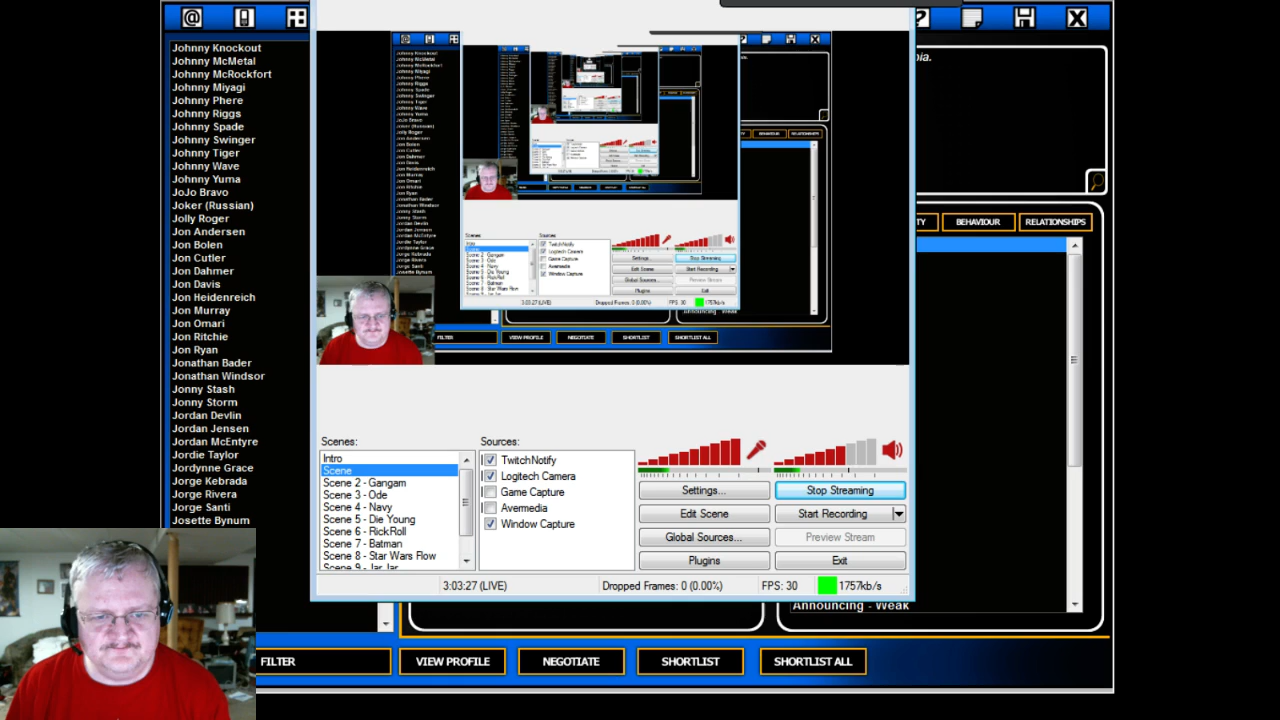 Johnny Knockout
Johnny McMetal
Johnny McRockfort
Johnny Miyagi
Johnny Phere
Johnny Riggs
Johnny Spade
Johnny Swinger
Johnny Tiger
Johnny Wave
Johnny Yuma
JoJo Bravo
Joker (Russian)
Jolly Roger
Jon Andersen
Jon Bolen
Jon Cutler
Jon Dahmer
Jon Davis
Jon Heidenreich
Jon Murray
Jon Omari
Jon Ritchie
Jon Ryan
Jonathan Bader
Jonathan Windsor
Jonny Stash
Jonny Storm
Jordan Devlin
Jordan Jensen
Jordan McEntyre
Jordie Taylor
Jordynne Grace
Jorge Kebrada
Jorge Rivera
Jorge Santi
Josette Bynum
BEHAVIOUR
RELATIONSHIPS
Scenes:
Intro
Scene
Scene 2 - Gangam
Scene 3 - Ode
Scene 4 - Navy
Scene 5 - Die Young
Scene 6 - RickRoll
Scene 7 - Batman
Scene 8 - Star Wars Flow
Scene 9 - Jar Jar
Sources:
TwitchNotify
Logitech Camera
Game Capture
Avermedia
Window Capture
Settings...
Stop Streaming
Edit Scene
Start Recording
Global Sources...
Preview Stream
Plugins
Exit
3:03:27 (LIVE)
Dropped Frames: 0 (0.00%)
FPS: 30
1757kb/s
Announcing - Weak
FILTER
VIEW PROFILE
NEGOTIATE
SHORTLIST
SHORTLIST ALL